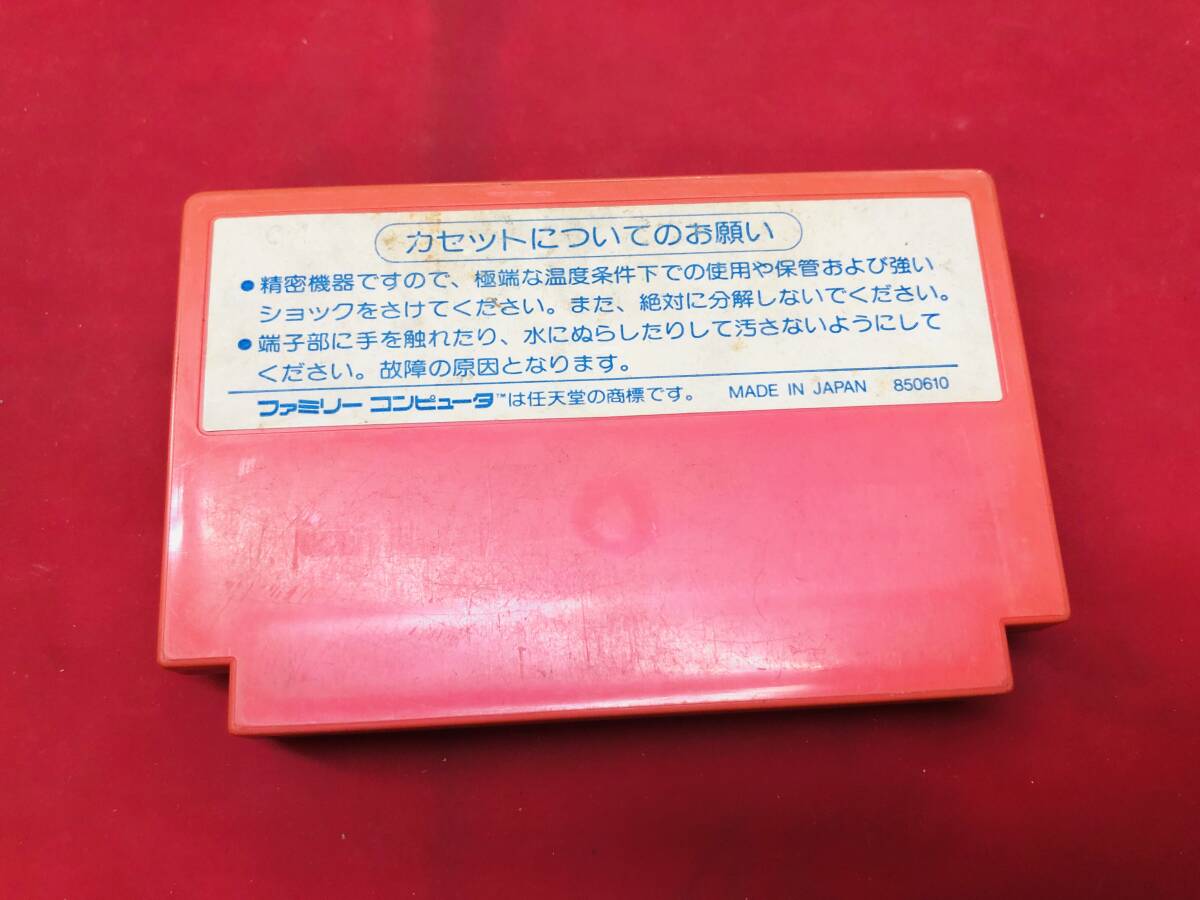 カセットについてのお願い
●精密機器ですので、極端な温度条件下での使用や保管および強い
ショックをさけてください。また、絶対に分解しないでください。
●端子部に手を触れたり、水にぬらしたりして汚さないようにして
ください。故障の原因となります。
ファミリー コンピュータ™は任天堂の商標です。 MADE IN JAPAN 850610